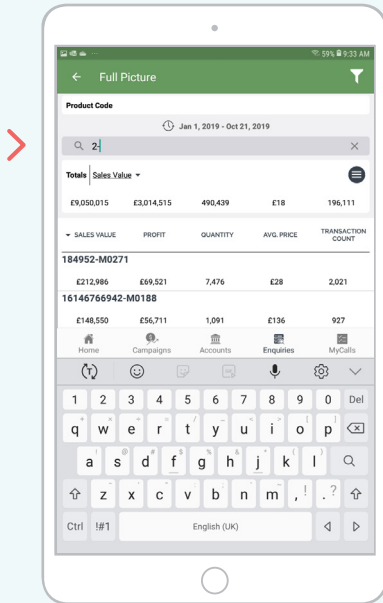 59% 9:33 AM
Full Picture
Product Code
Jan 1, 2019 - Oct 21, 2019
2-
Totals Sales Value
£9,050,015 £3,014,515 490,439 £18 196,111
SALES VALUE PROFIT QUANTITY AVG. PRICE TRANSACTION COUNT
184952-M0271
£212,986 £69,521 7,476 £28 2,021
16146766942-M0188
£148,550 £56,711 1,091 £136 927
Home Campaigns Accounts Enquiries MyCalls
1 2 3 4 5 6 7 8 9 0 Del
q w e r t y u i o p
a s d f g h j k l
z x c v b n m , ! . ?
Ctrl !#1 English (UK)